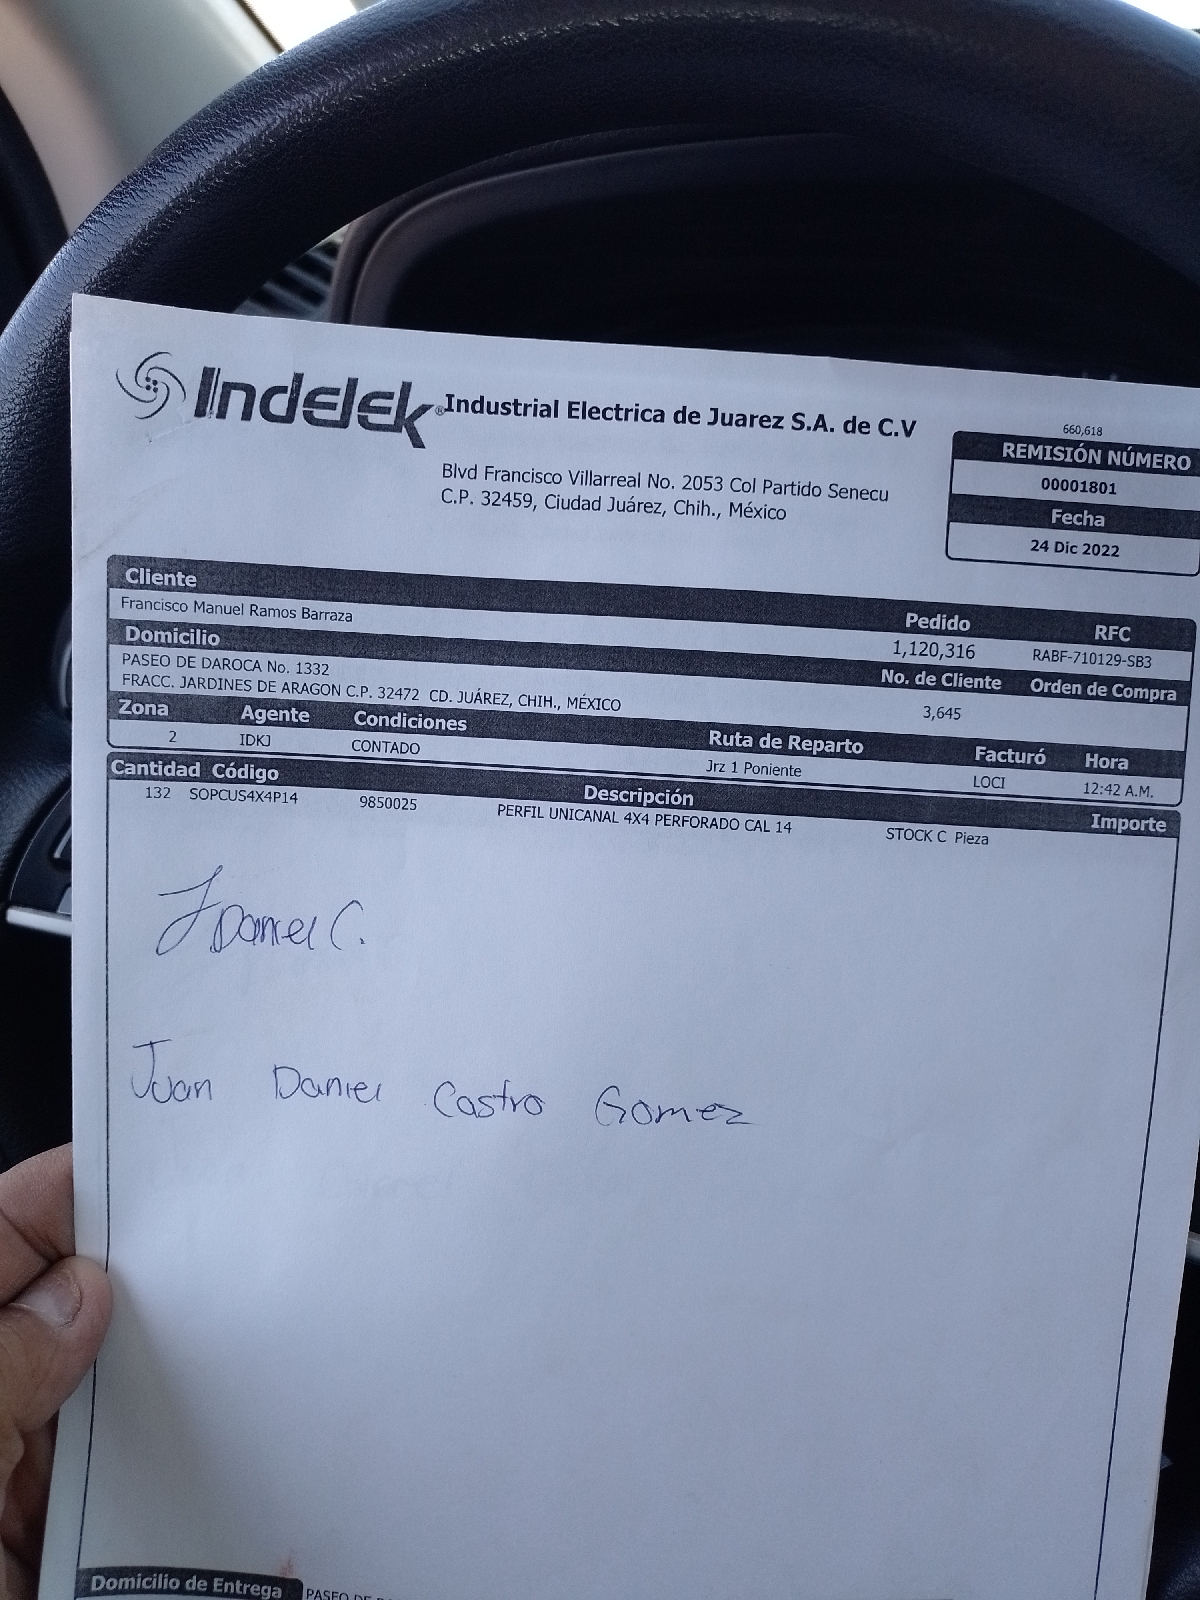 Indelek® Industrial Electrica de Juarez S.A. de C.V
Blvd Francisco Villarreal No. 2053 Col Partido Senecu
C.P. 32459, Ciudad Juárez, Chih., México
660,618
REMISIÓN NÚMERO
00001801
Fecha
24 Dic 2022
Cliente Pedido RFC
Francisco Manuel Ramos Barraza 1,120,316 RABF-710129-SB3
Domicilio No. de Cliente Orden de Compra
PASEO DE DAROCA No. 1332
FRACC. JARDINES DE ARAGON C.P. 32472 CD. JUÁREZ, CHIH., MÉXICO 3,645
Zona Agente Condiciones Ruta de Reparto Facturó Hora
2 IDKJ CONTADO Jrz 1 Poniente LOCI 12:42 A.M.
Cantidad Código Descripción Importe
132 SOPCUS4X4P14 9850025 PERFIL UNICANAL 4X4 PERFORADO CAL 14 STOCK C Pieza
J Daniel C.
Juan Daniel Castro Gomez
Domicilio de Entrega PASEO DE